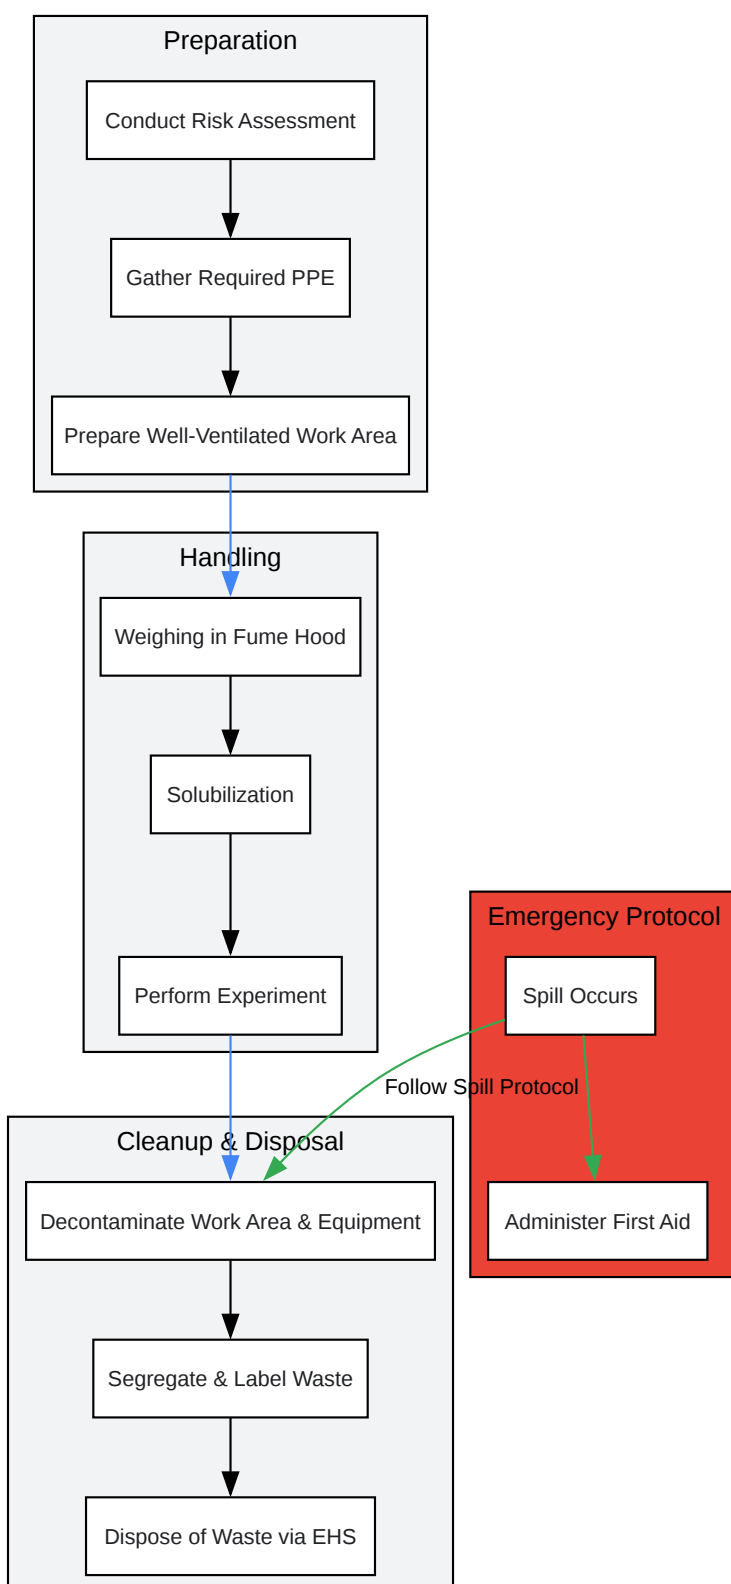 Preparation
Conduct Risk Assessment
Gather Required PPE
Prepare Well-Ventilated Work Area
Handling
Weighing in Fume Hood
Solubilization
Perform Experiment
Emergency Protocol
Spill Occurs
Follow Spill Protocol
Administer First Aid
Cleanup & Disposal
Decontaminate Work Area & Equipment
Segregate & Label Waste
Dispose of Waste via EHS